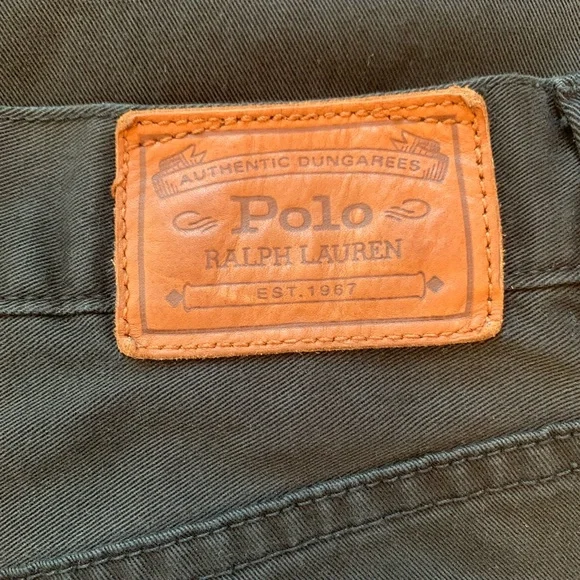 AUTHENTIC DUNGAREES
Polo
RALPH LAUREN
EST. 1967